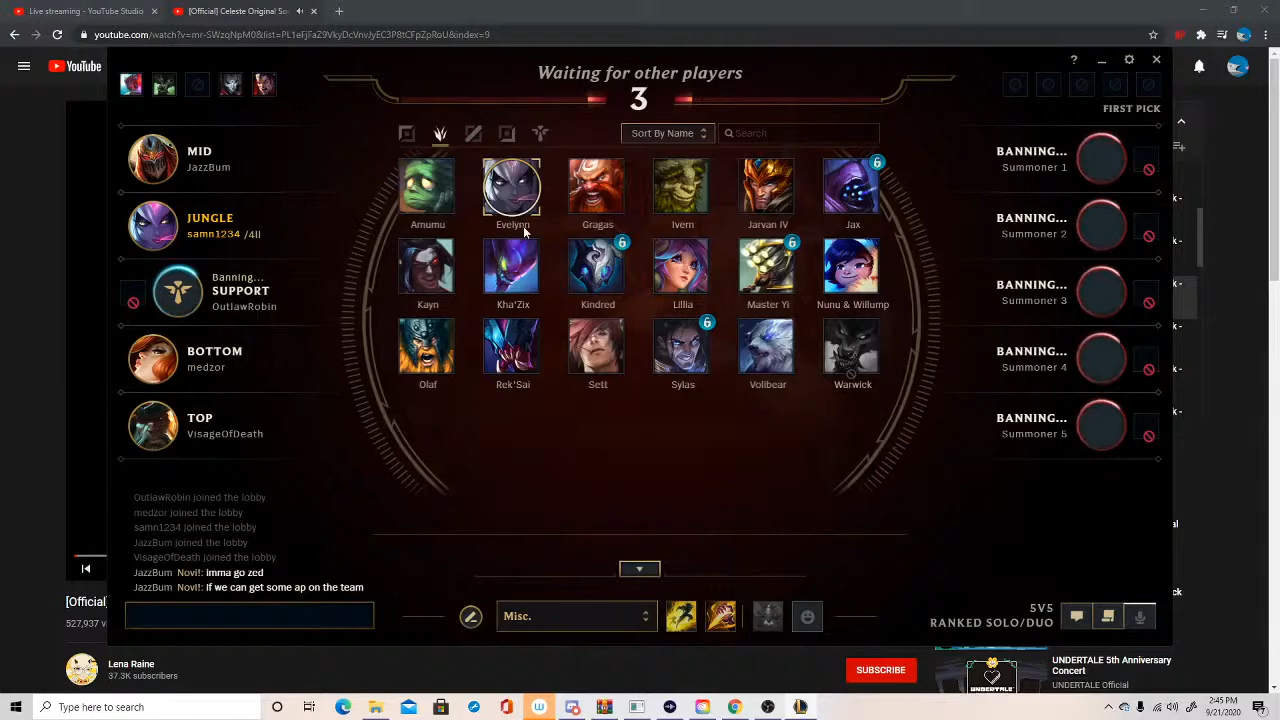 Live streaming - YouTube Studio
[Official] Celeste Original So
youtube.com/watch?v=mr-SWzqNpM0&list=PL1eFjFaZ9VkyDcVnvJyEC3P8tCFpZpRoU&index=9
YouTube
Waiting for other players
3
FIRST PICK
Sort By Name
Search
MID
JazzBum
JUNGLE
samn1234 /4II
Banning...
SUPPORT
OutlawRobin
BOTTOM
medzor
TOP
VisageOfDeath
Amumu
Evelynn
Gragas
Ivern
Jarvan IV
Jax
Kayn
Kha'Zix
Kindred
Lillia
Master Yi
Nunu & Willump
Olaf
Rek'Sai
Sett
Sylas
Volibear
Warwick
BANNING...
Summoner 1
BANNING...
Summoner 2
BANNING...
Summoner 3
BANNING...
Summoner 4
BANNING...
Summoner 5
OutlawRobin joined the lobby
medzor joined the lobby
samn1234 joined the lobby
JazzBum joined the lobby
VisageOfDeath joined the lobby
JazzBum Novi!: imma go zed
JazzBum Novi!: if we can get some ap on the team
Misc.
5V5
RANKED SOLO/DUO
[Official]
527,937 v
Lena Raine
37.3K subscribers
SUBSCRIBE
UNDERTALE
UNDERTALE 5th Anniversary
Concert
UNDERTALE Official
Type here to search
2:45 PM
9/21/2020